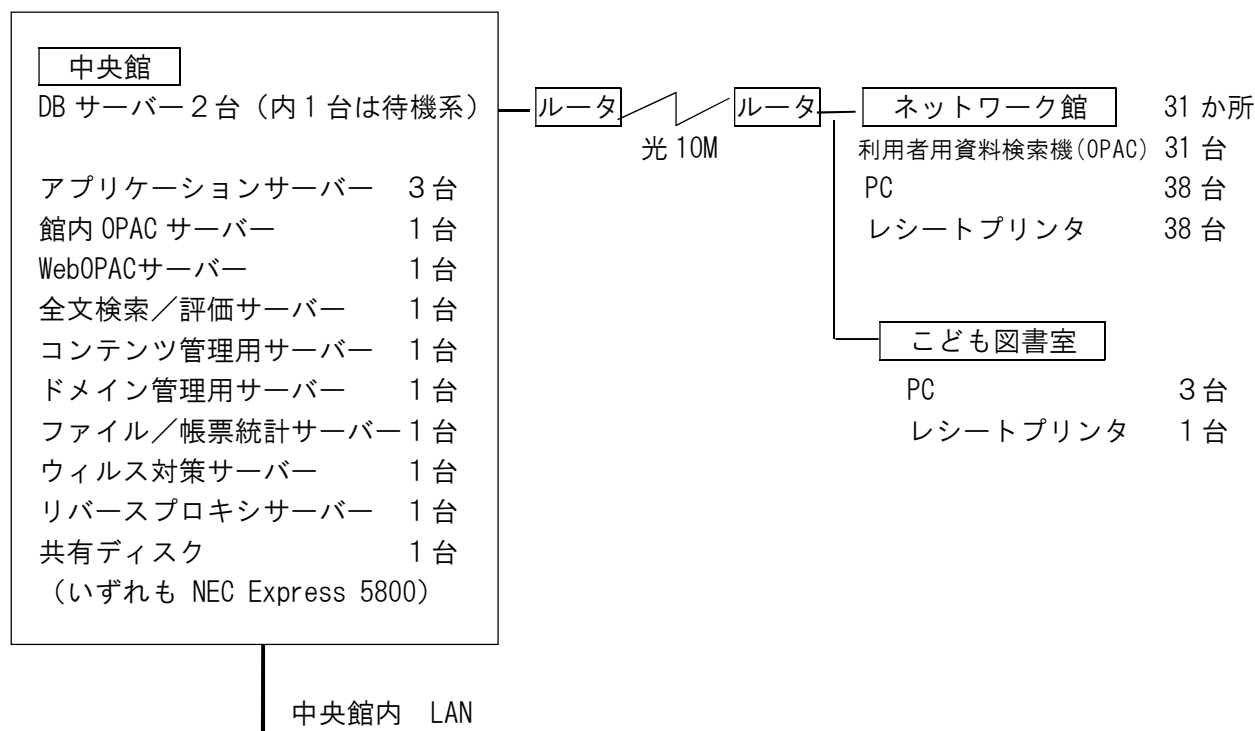 中央館
DB サーバー２台（内１台は待機系）
アプリケーションサーバー　３台
館内 OPAC サーバー　１台
WebOPACサーバー　１台
全文検索／評価サーバー　１台
コンテンツ管理用サーバー　１台
ドメイン管理用サーバー　１台
ファイル／帳票統計サーバー１台
ウィルス対策サーバー　１台
リバースプロキシサーバー　１台
共有ディスク　１台
（いずれも NEC Express 5800）
ルータ
光 10M
ルータ
ネットワーク館　31 か所
利用者用資料検索機(OPAC)　31 台
PC　38 台
レシートプリンタ　38 台
こども図書室
PC　３台
レシートプリンタ　１台
中央館内　LAN